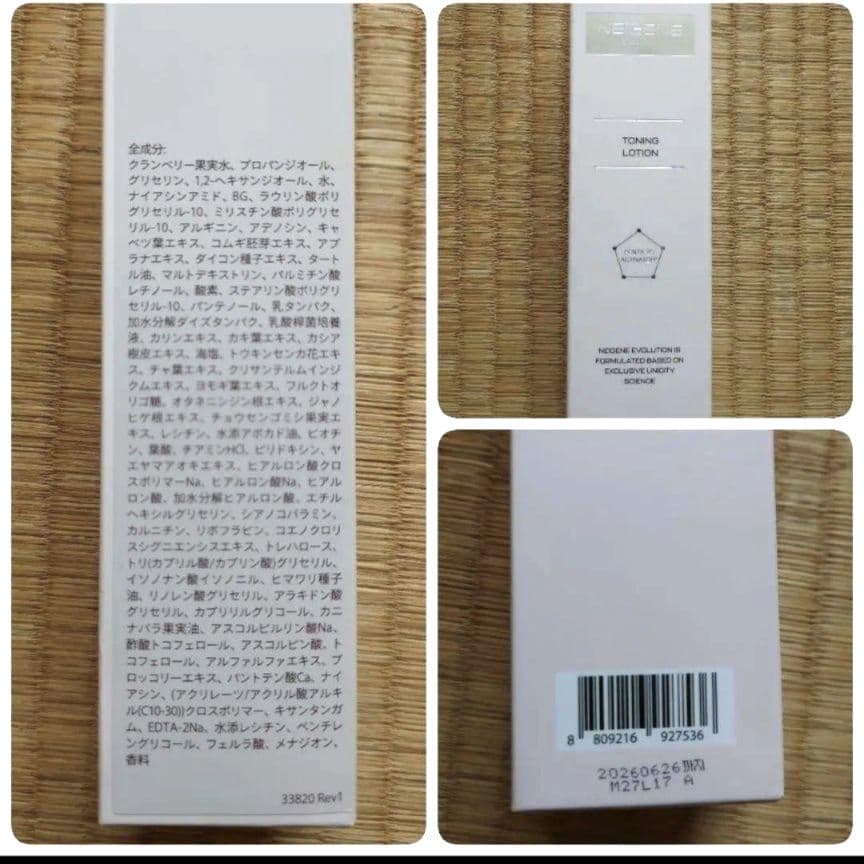 全成分:
クランベリー果実水、プロパンジオール、
グリセリン、1,2-ヘキサンジオール、水、
ナイアシンアミド、BG、ラウリン酸ポリ
グリセリル-10、ミリスチン酸ポリグリセ
リル-10、アルギニン、アデノシン、キャ
ベツ葉エキス、コムギ胚芽エキス、アブ
ラナエキス、ダイコン種子エキス、タート
ル油、マルトデキストリン、パルミチン酸
レチノール、酸素、ステアリン酸ポリグリ
セリル-10、パンテノール、乳タンパク、
加水分解ダイズタンパク、乳酸桿菌培養
液、カリンエキス、カキ葉エキス、カシア
樹皮エキス、海塩、トウキンセンカ花エキ
ス、チャ葉エキス、クリサンテルムインジ
クムエキス、ヨモギ葉エキス、フルクトオ
リゴ糖、オタネニンジン根エキス、ジャノ
ヒゲ根エキス、チョウセンゴミシ果実エ
キス、レシチン、水添アボカド油、ビオチ
ン、葉酸、チアミンHCl、ピリドキシン、ヤ
エヤマアオキエキス、ヒアルロン酸クロ
スポリマーNa、ヒアルロン酸Na、ヒアル
ロン酸、加水分解ヒアルロン酸、エチル
ヘキシルグリセリン、シアノコバラミン、
カルニチン、リボフラビン、コエノクロリ
スシグニエンシスエキス、トレハロース、
トリ(カプリル酸/カプリン酸)グリセリル、
イソノナン酸イソノニル、ヒマワリ種子
油、リノレン酸グリセリル、アラキドン酸
グリセリル、カプリリルグリコール、カニ
ナバラ果実油、アスコルビルリン酸Na、
酢酸トコフェロール、アスコルビン酸、ト
コフェロール、アルファルファエキス、ブ
ロッコリーエキス、パントテン酸Ca、ナイ
アシン、(アクリレーツ/アクリル酸アルキ
ル(C10-30))クロスポリマー、キサンタンガ
ム、EDTA-2Na、水添レシチン、ペンチレ
ングリコール、フェルラ酸、メナジオン、
香料
33820 Rev1
NEIGENE
TONING
LOTION
NEIGENE EVOLUTION IS
FORMULATED BASED ON
EXCLUSIVE UNICITY
SCIENCE
8 809216 927536
20260626까지
M27L17 A